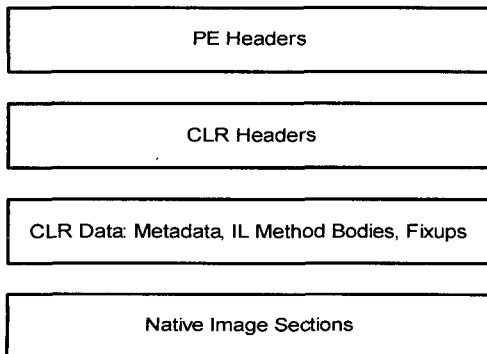 PE Headers
CLR Headers
CLR Data: Metadata, IL Method Bodies, Fixups
Native Image Sections